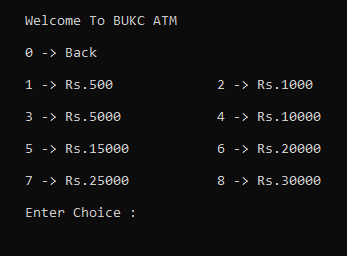 Welcome To BUKC ATM
0 -> Back
1 -> Rs.500 2 -> Rs.1000
3 -> Rs.5000 4 -> Rs.10000
5 -> Rs.15000 6 -> Rs.20000
7 -> Rs.25000 8 -> Rs.30000
Enter Choice :